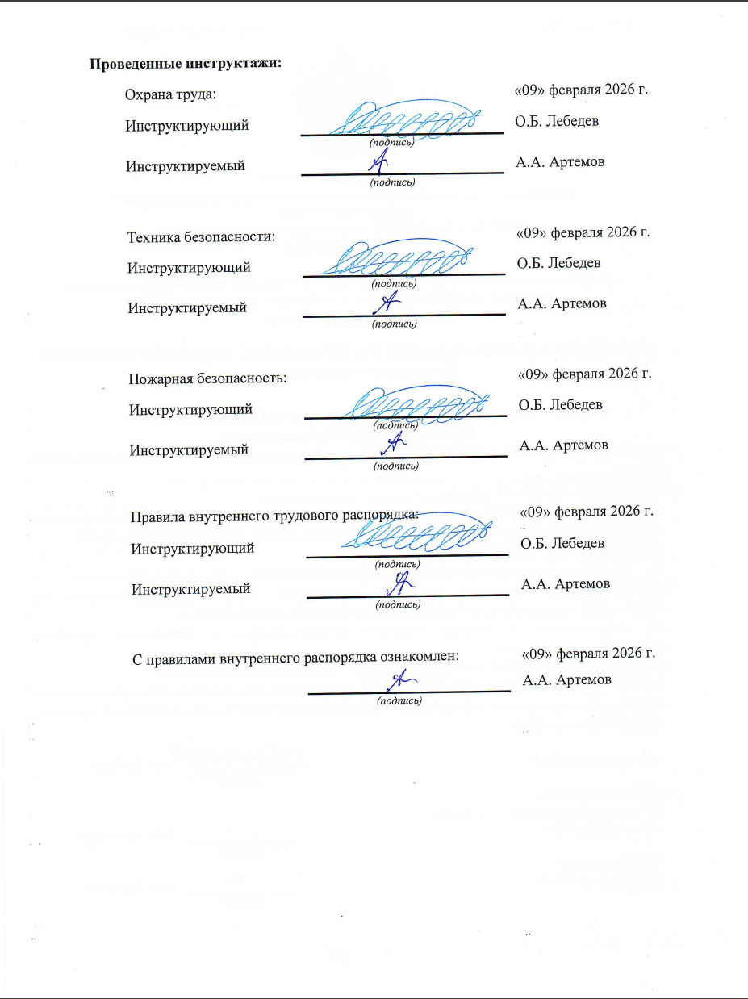 Проведенные инструктажи:
Охрана труда: «09» февраля 2026 г.
Инструктирующий О.Б. Лебедев
(подпись)
Инструктируемый А.А. Артемов
(подпись)
Техника безопасности: «09» февраля 2026 г.
Инструктирующий О.Б. Лебедев
(подпись)
Инструктируемый А.А. Артемов
(подпись)
Пожарная безопасность: «09» февраля 2026 г.
Инструктирующий О.Б. Лебедев
(подпись)
Инструктируемый А.А. Артемов
(подпись)
Правила внутреннего трудового распорядка: «09» февраля 2026 г.
Инструктирующий О.Б. Лебедев
(подпись)
Инструктируемый А.А. Артемов
(подпись)
С правилами внутреннего распорядка ознакомлен: «09» февраля 2026 г.
А.А. Артемов
(подпись)